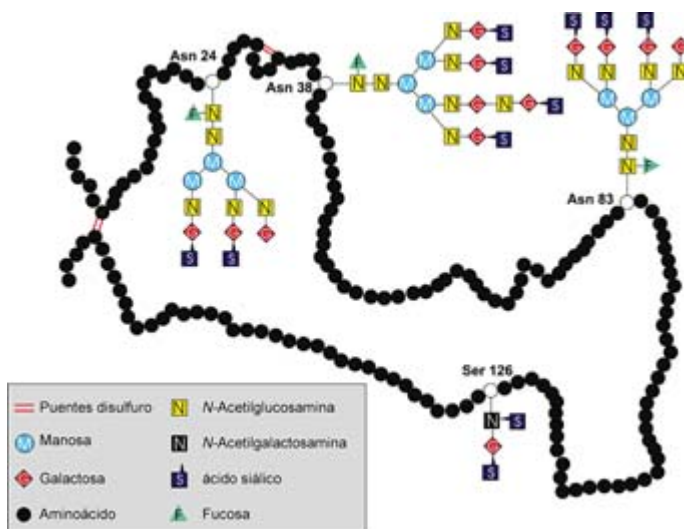 Asn 24
Asn 38
Asn 83
Ser 126
F N N M M M N N N G G G S S
F N N M M M N G S N G S N G N G S N G S
S S S G G G G N N N N M M M N N F
N S G S
Puentes disulfuro
M Manosa
G Galactosa
Aminoácido
N N-Acetilglucosamina
N N-Acetilgalactosamina
S ácido siálico
F Fucosa